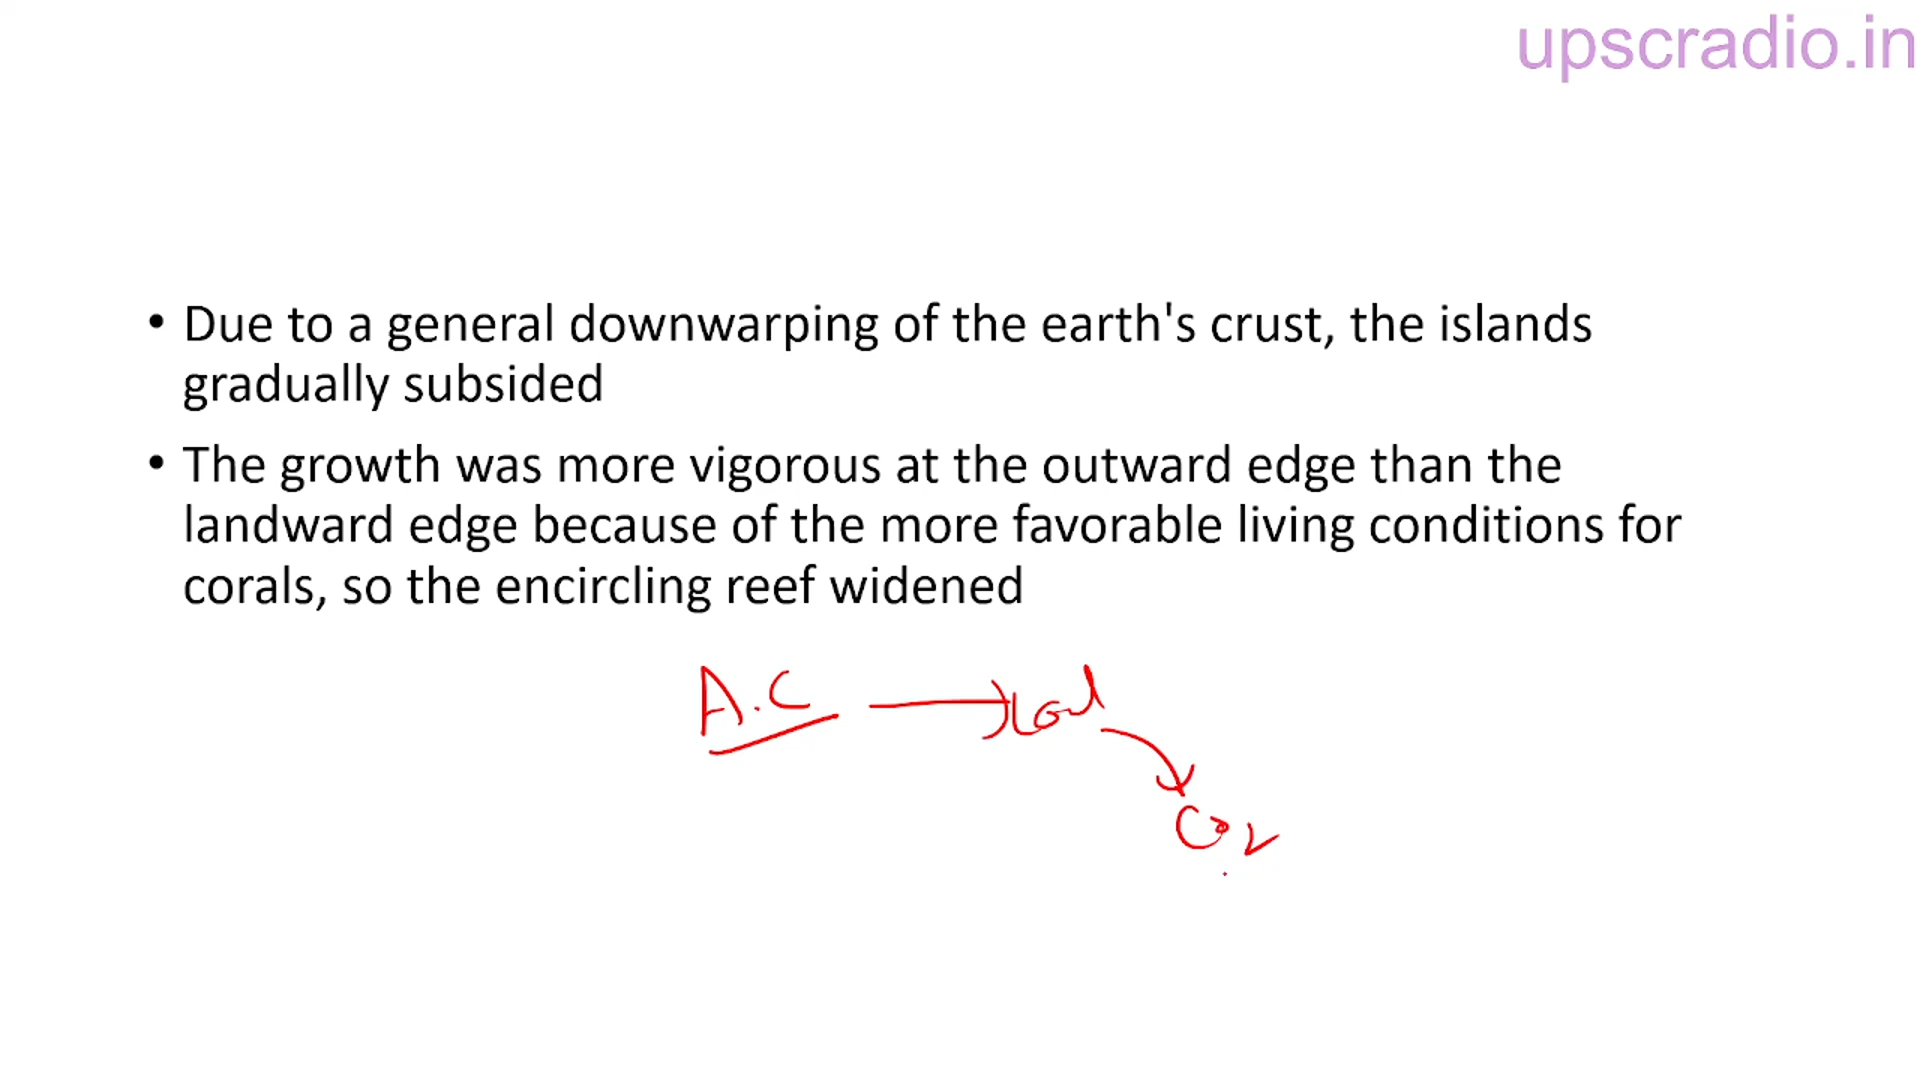 upscradio.in
• Due to a general downwarping of the earth's crust, the islands
gradually subsided
• The growth was more vigorous at the outward edge than the
landward edge because of the more favorable living conditions for
corals, so the encircling reef widened
A.C